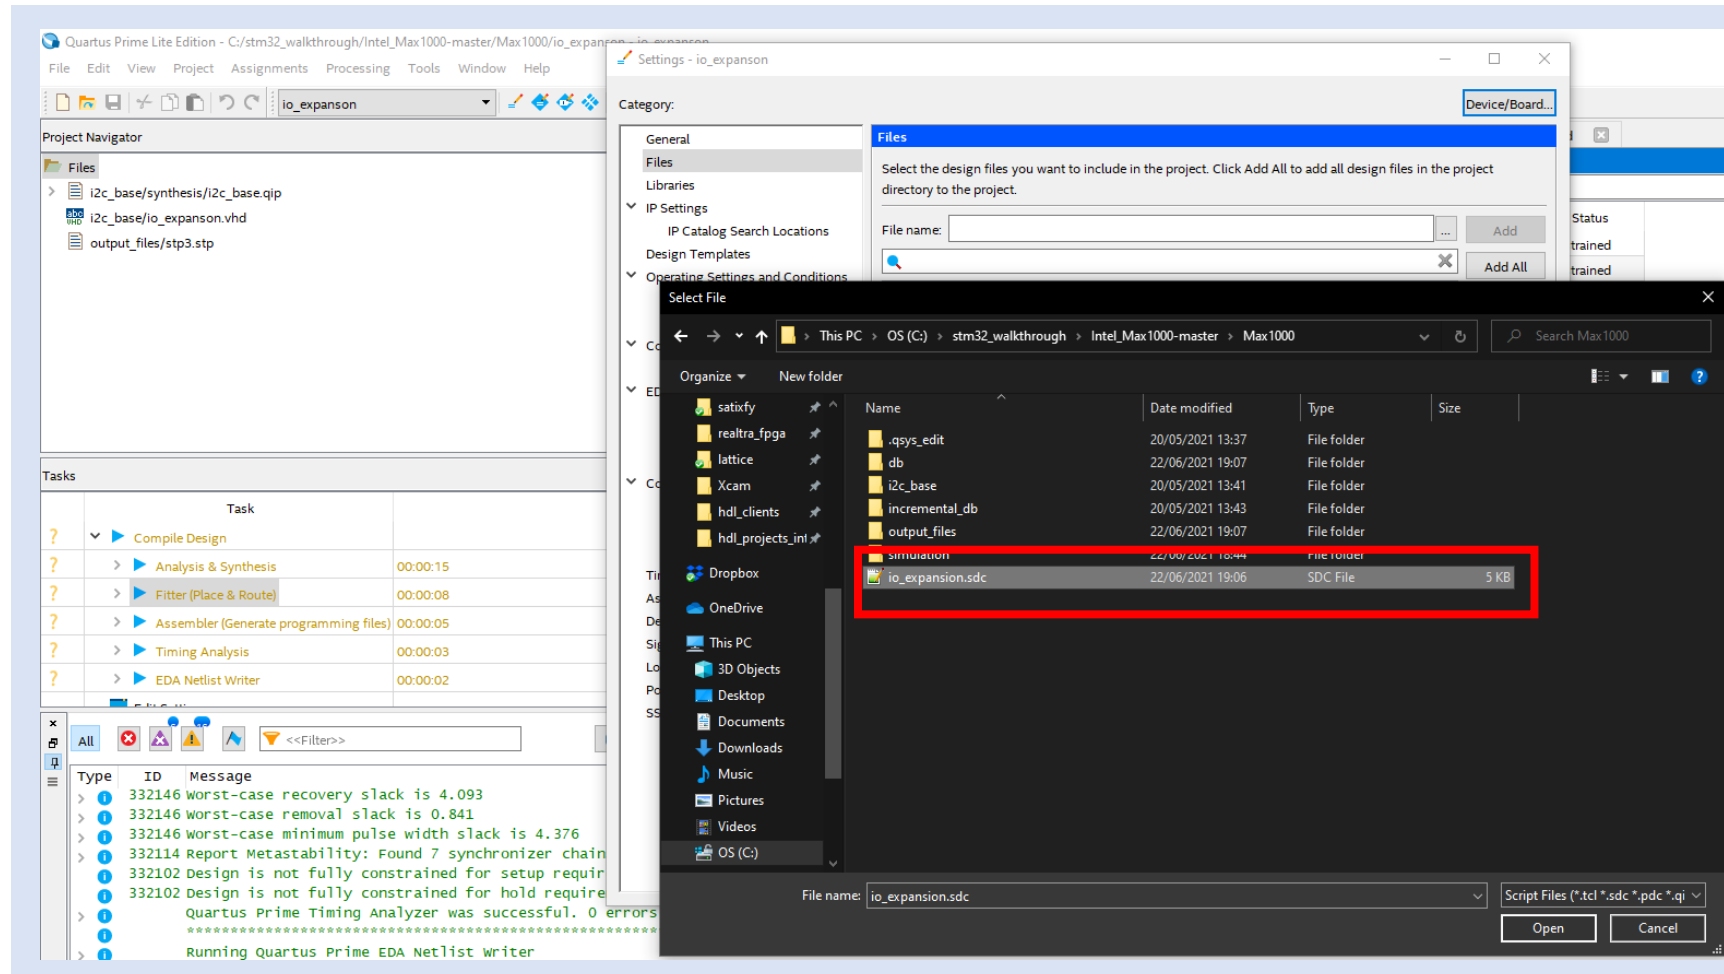 Quartus Prime Lite Edition - C:/stm32_walkthrough/Intel_Max1000-master/Max1000/io_expanson - io_expanson
File Edit View Project Assignments Processing Tools Window Help
io_expanson
Project Navigator
Files
i2c_base/synthesis/i2c_base.qip
i2c_base/io_expanson.vhd
output_files/stp3.stp
Tasks
Task
Compile Design
Analysis & Synthesis 00:00:15
Fitter (Place & Route) 00:00:08
Assembler (Generate programming files) 00:00:05
Timing Analysis 00:00:03
EDA Netlist Writer 00:00:02
All <<Filter>>
Type ID Message
332146 Worst-case recovery slack is 4.093
332146 Worst-case removal slack is 0.841
332146 Worst-case minimum pulse width slack is 4.376
332114 Report Metastability: Found 7 synchronizer chain
332102 Design is not fully constrained for setup requir
332102 Design is not fully constrained for hold require
Quartus Prime Timing Analyzer was successful. 0 errors
******************************************************
Running Quartus Prime EDA Netlist Writer
Settings - io_expanson
Category:
Device/Board...
General
Files
Libraries
IP Settings
IP Catalog Search Locations
Design Templates
Operating Settings and Conditions
Files
Select the design files you want to include in the project. Click Add All to add all design files in the project
directory to the project.
File name: ... Add
Add All
Status
trained
trained
Select File
This PC > OS (C:) > stm32_walkthrough > Intel_Max1000-master > Max1000
Search Max1000
Organize New folder
satixfy
realtra_fpga
lattice
Xcam
hdl_clients
hdl_projects_int
Dropbox
OneDrive
This PC
3D Objects
Desktop
Documents
Downloads
Music
Pictures
Videos
OS (C:)
Name Date modified Type Size
.qsys_edit 20/05/2021 13:37 File folder
db 22/06/2021 19:07 File folder
i2c_base 20/05/2021 13:41 File folder
incremental_db 20/05/2021 13:43 File folder
output_files 22/06/2021 19:07 File folder
simulation 22/06/2021 18:44 File folder
io_expansion.sdc 22/06/2021 19:06 SDC File 5 KB
File name: io_expansion.sdc
Script Files (*.tcl *.sdc *.pdc *.qi
Open Cancel